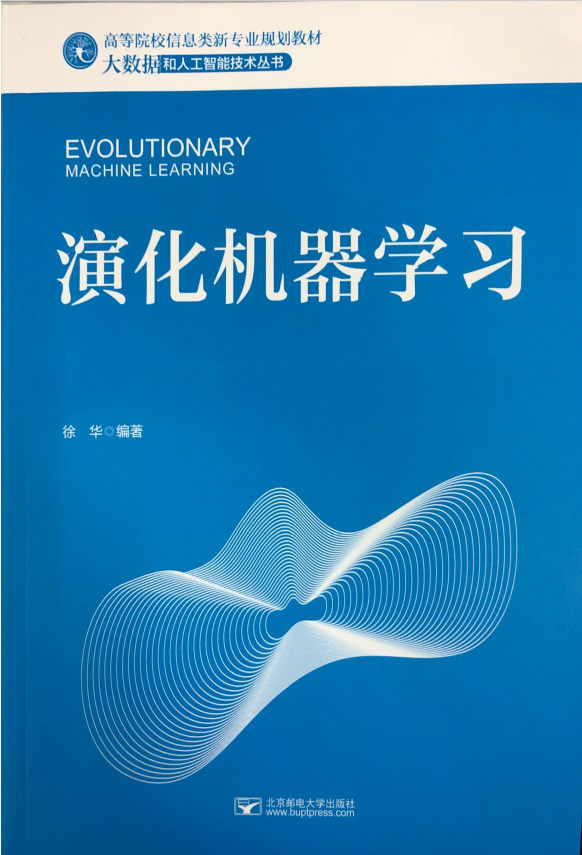 高等院校信息类新专业规划教材
大数据和人工智能技术丛书
EVOLUTIONARY
MACHINE LEARNING
演化机器学习
徐 华◎编著
北京邮电大学出版社
www.buptpress.com